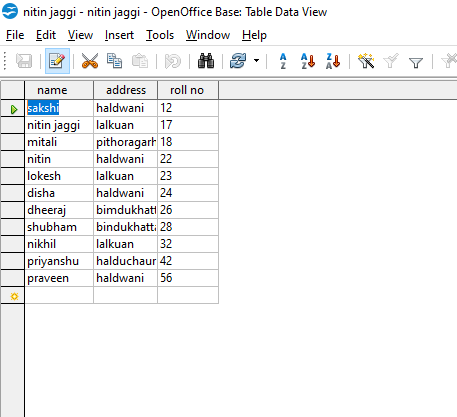 nitin jaggi - nitin jaggi - OpenOffice Base: Table Data View
File Edit View Insert Tools Window Help
name address roll no
sakshi haldwani 12
nitin jaggi lalkuan 17
mitali pithoragarh 18
nitin haldwani 22
lokesh lalkuan 23
disha haldwani 24
dheeraj bimdukhatt 26
shubham bindukhatta 28
nikhil lalkuan 32
priyanshu halduchaur 42
praveen haldwani 56